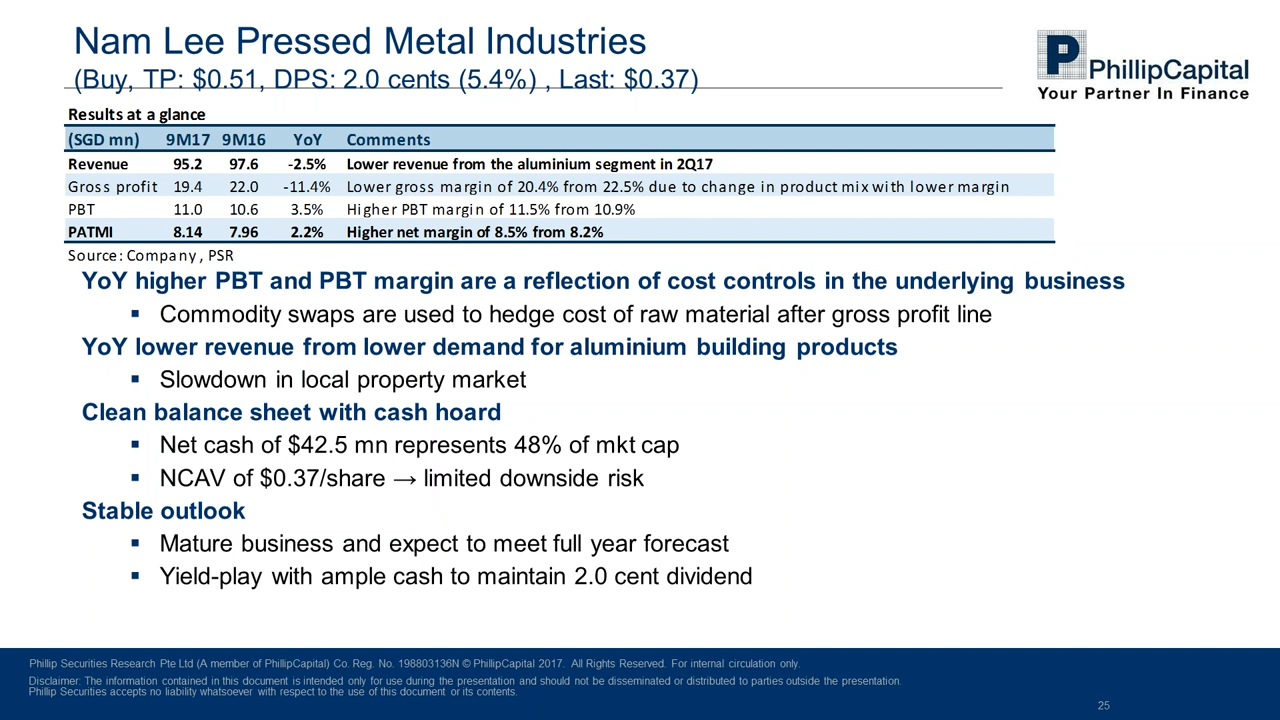 Nam Lee Pressed Metal Industries
(Buy, TP: $0.51, DPS: 2.0 cents (5.4%) , Last: $0.37)
P PhillipCapital
Your Partner In Finance
Results at a glance
(SGD mn) 9M17 9M16 YoY Comments
Revenue 95.2 97.6 -2.5% Lower revenue from the aluminium segment in 2Q17
Gross profit 19.4 22.0 -11.4% Lower gross margin of 20.4% from 22.5% due to change in product mix with lower margin
PBT 11.0 10.6 3.5% Higher PBT margin of 11.5% from 10.9%
PATMI 8.14 7.96 2.2% Higher net margin of 8.5% from 8.2%
Source: Company, PSR
YoY higher PBT and PBT margin are a reflection of cost controls in the underlying business
▪ Commodity swaps are used to hedge cost of raw material after gross profit line
YoY lower revenue from lower demand for aluminium building products
▪ Slowdown in local property market
Clean balance sheet with cash hoard
▪ Net cash of $42.5 mn represents 48% of mkt cap
▪ NCAV of $0.37/share → limited downside risk
Stable outlook
▪ Mature business and expect to meet full year forecast
▪ Yield-play with ample cash to maintain 2.0 cent dividend
Phillip Securities Research Pte Ltd (A member of PhillipCapital) Co. Reg. No. 198803136N © PhillipCapital 2017. All Rights Reserved. For internal circulation only.
Disclaimer: The information contained in this document is intended only for use during the presentation and should not be disseminated or distributed to parties outside the presentation.
Phillip Securities accepts no liability whatsoever with respect to the use of this document or its contents.
25